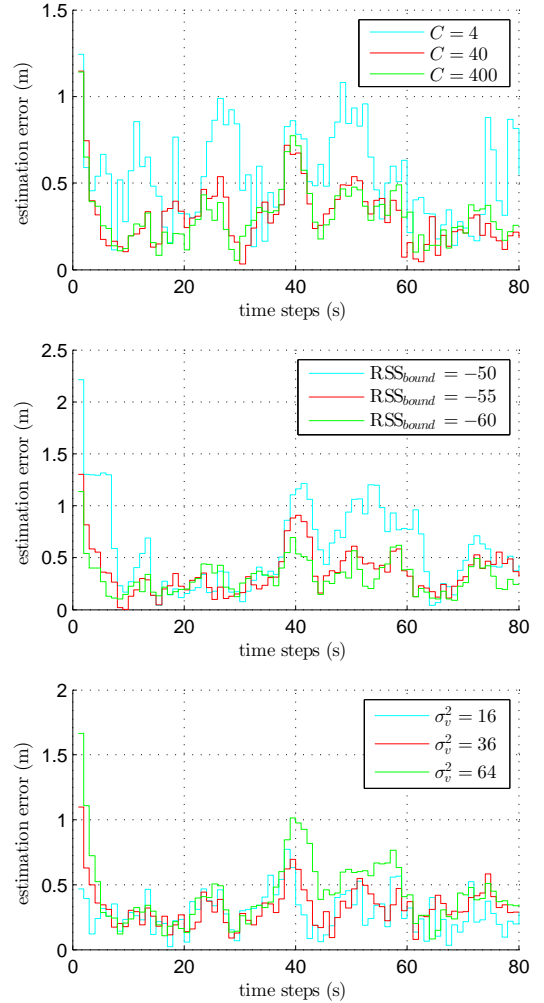 1.5
1
0.5
0
estimation error (m)
C = 4
C = 40
C = 400
0 20 40 60 80
time steps (s)
2.5
2
1.5
1
0.5
0
estimation error (m)
RSS_bound = −50
RSS_bound = −55
RSS_bound = −60
0 20 40 60 80
time steps (s)
2
1.5
1
0.5
0
estimation error (m)
σ_v^2 = 16
σ_v^2 = 36
σ_v^2 = 64
0 20 40 60 80
time steps (s)